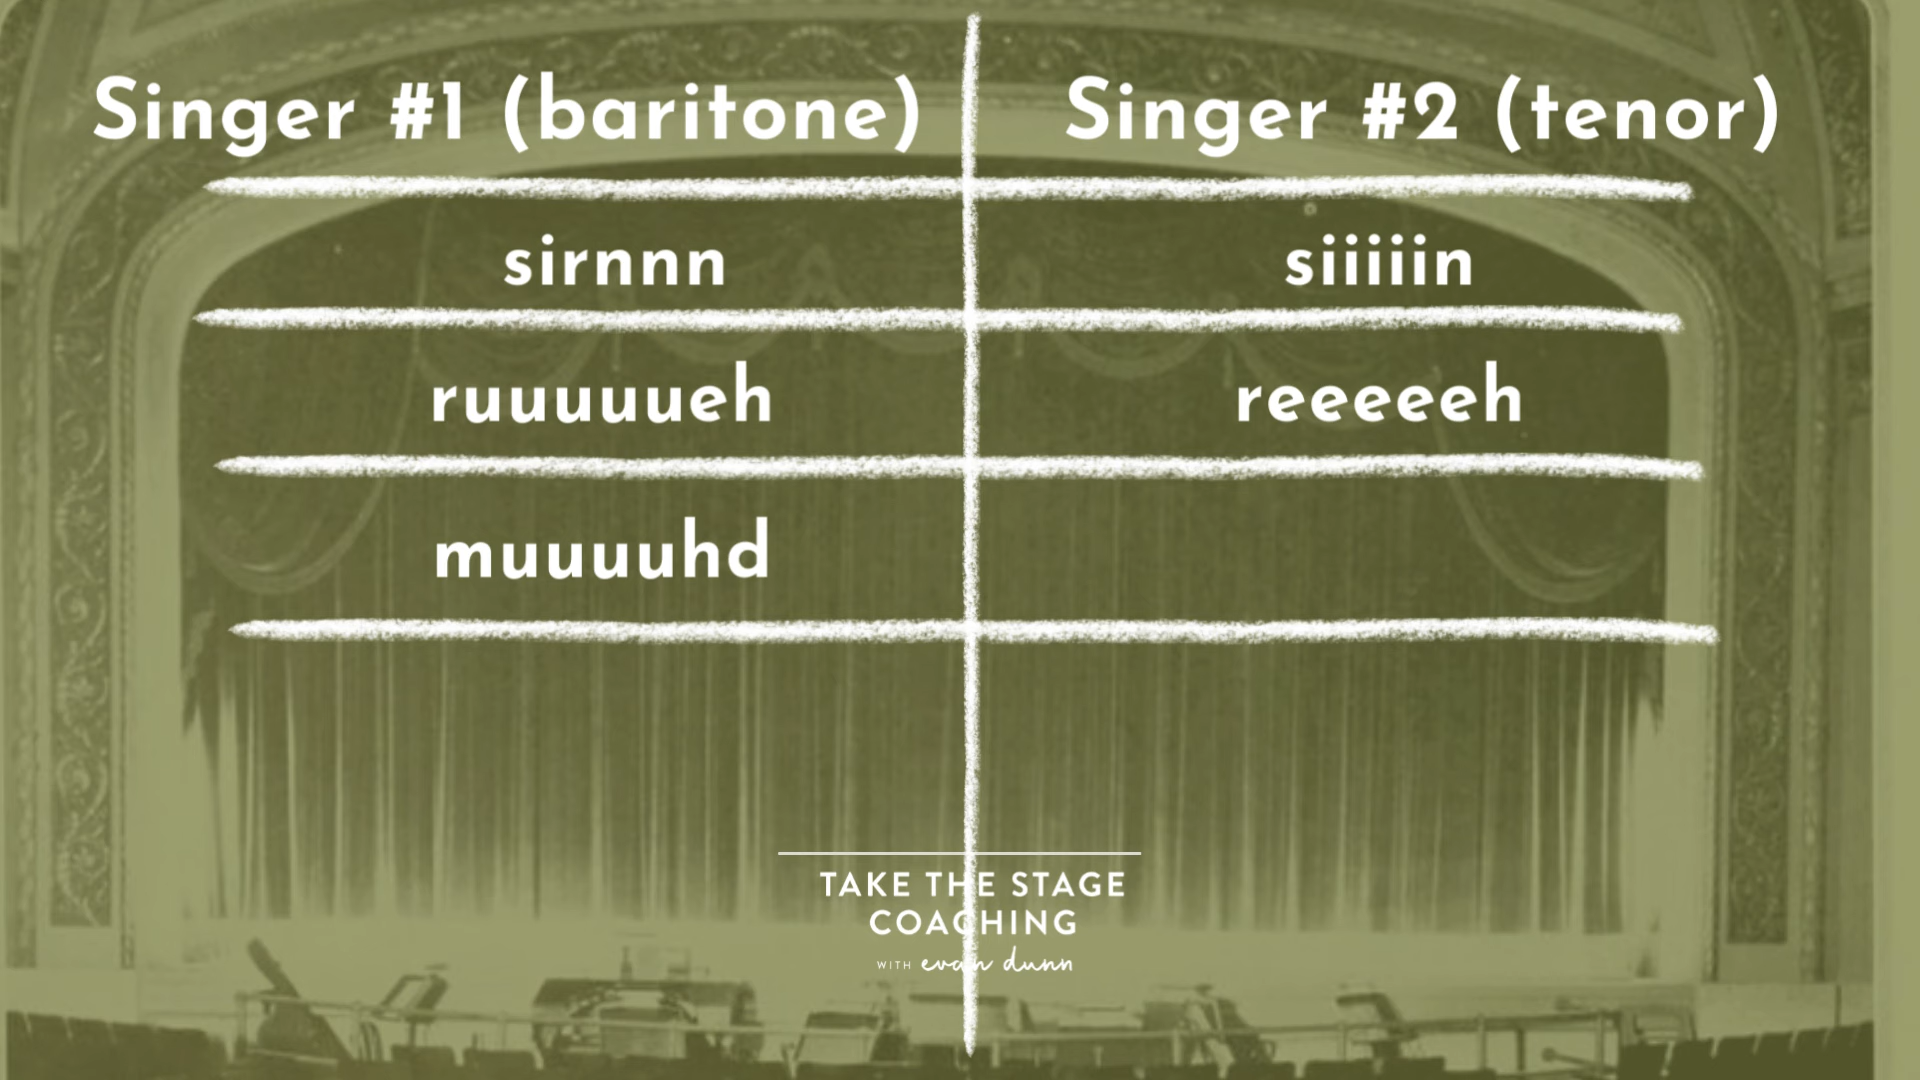 Singer #1 (baritone)
Singer #2 (tenor)
sirnnn
siiiiin
ruuuuueh
reeeeeh
muuuuhd
TAKE THE STAGE
COACHING
WITH evan dunn